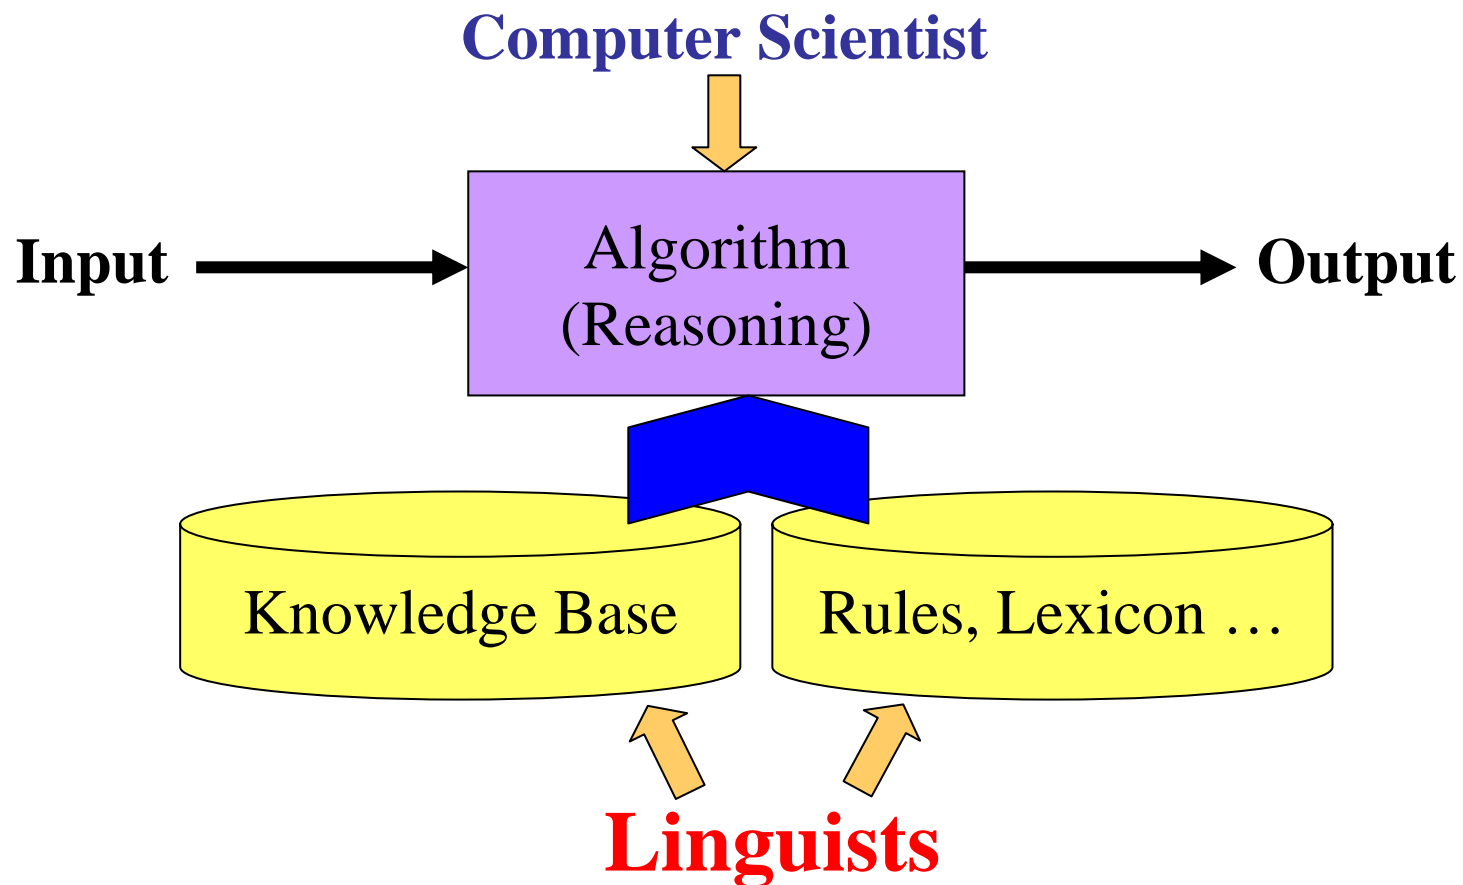 Computer Scientist
Input
Algorithm
(Reasoning)
Output
Knowledge Base
Rules, Lexicon …
Linguists